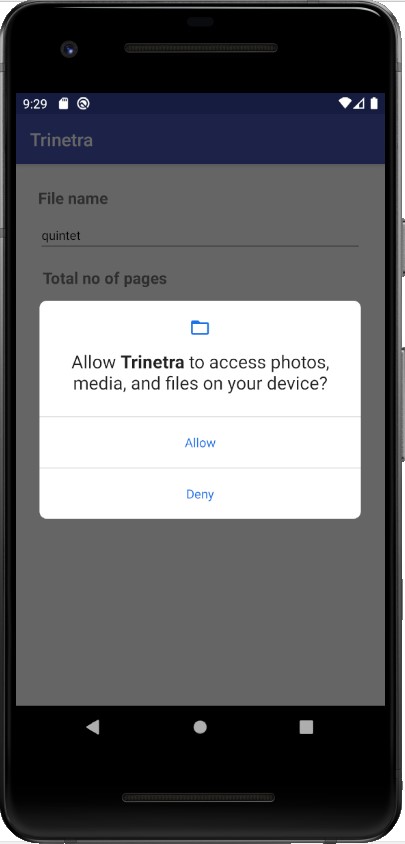 9:29
Trinetra
File name
quintet
Total no of pages
Allow Trinetra to access photos,
media, and files on your device?
Allow
Deny